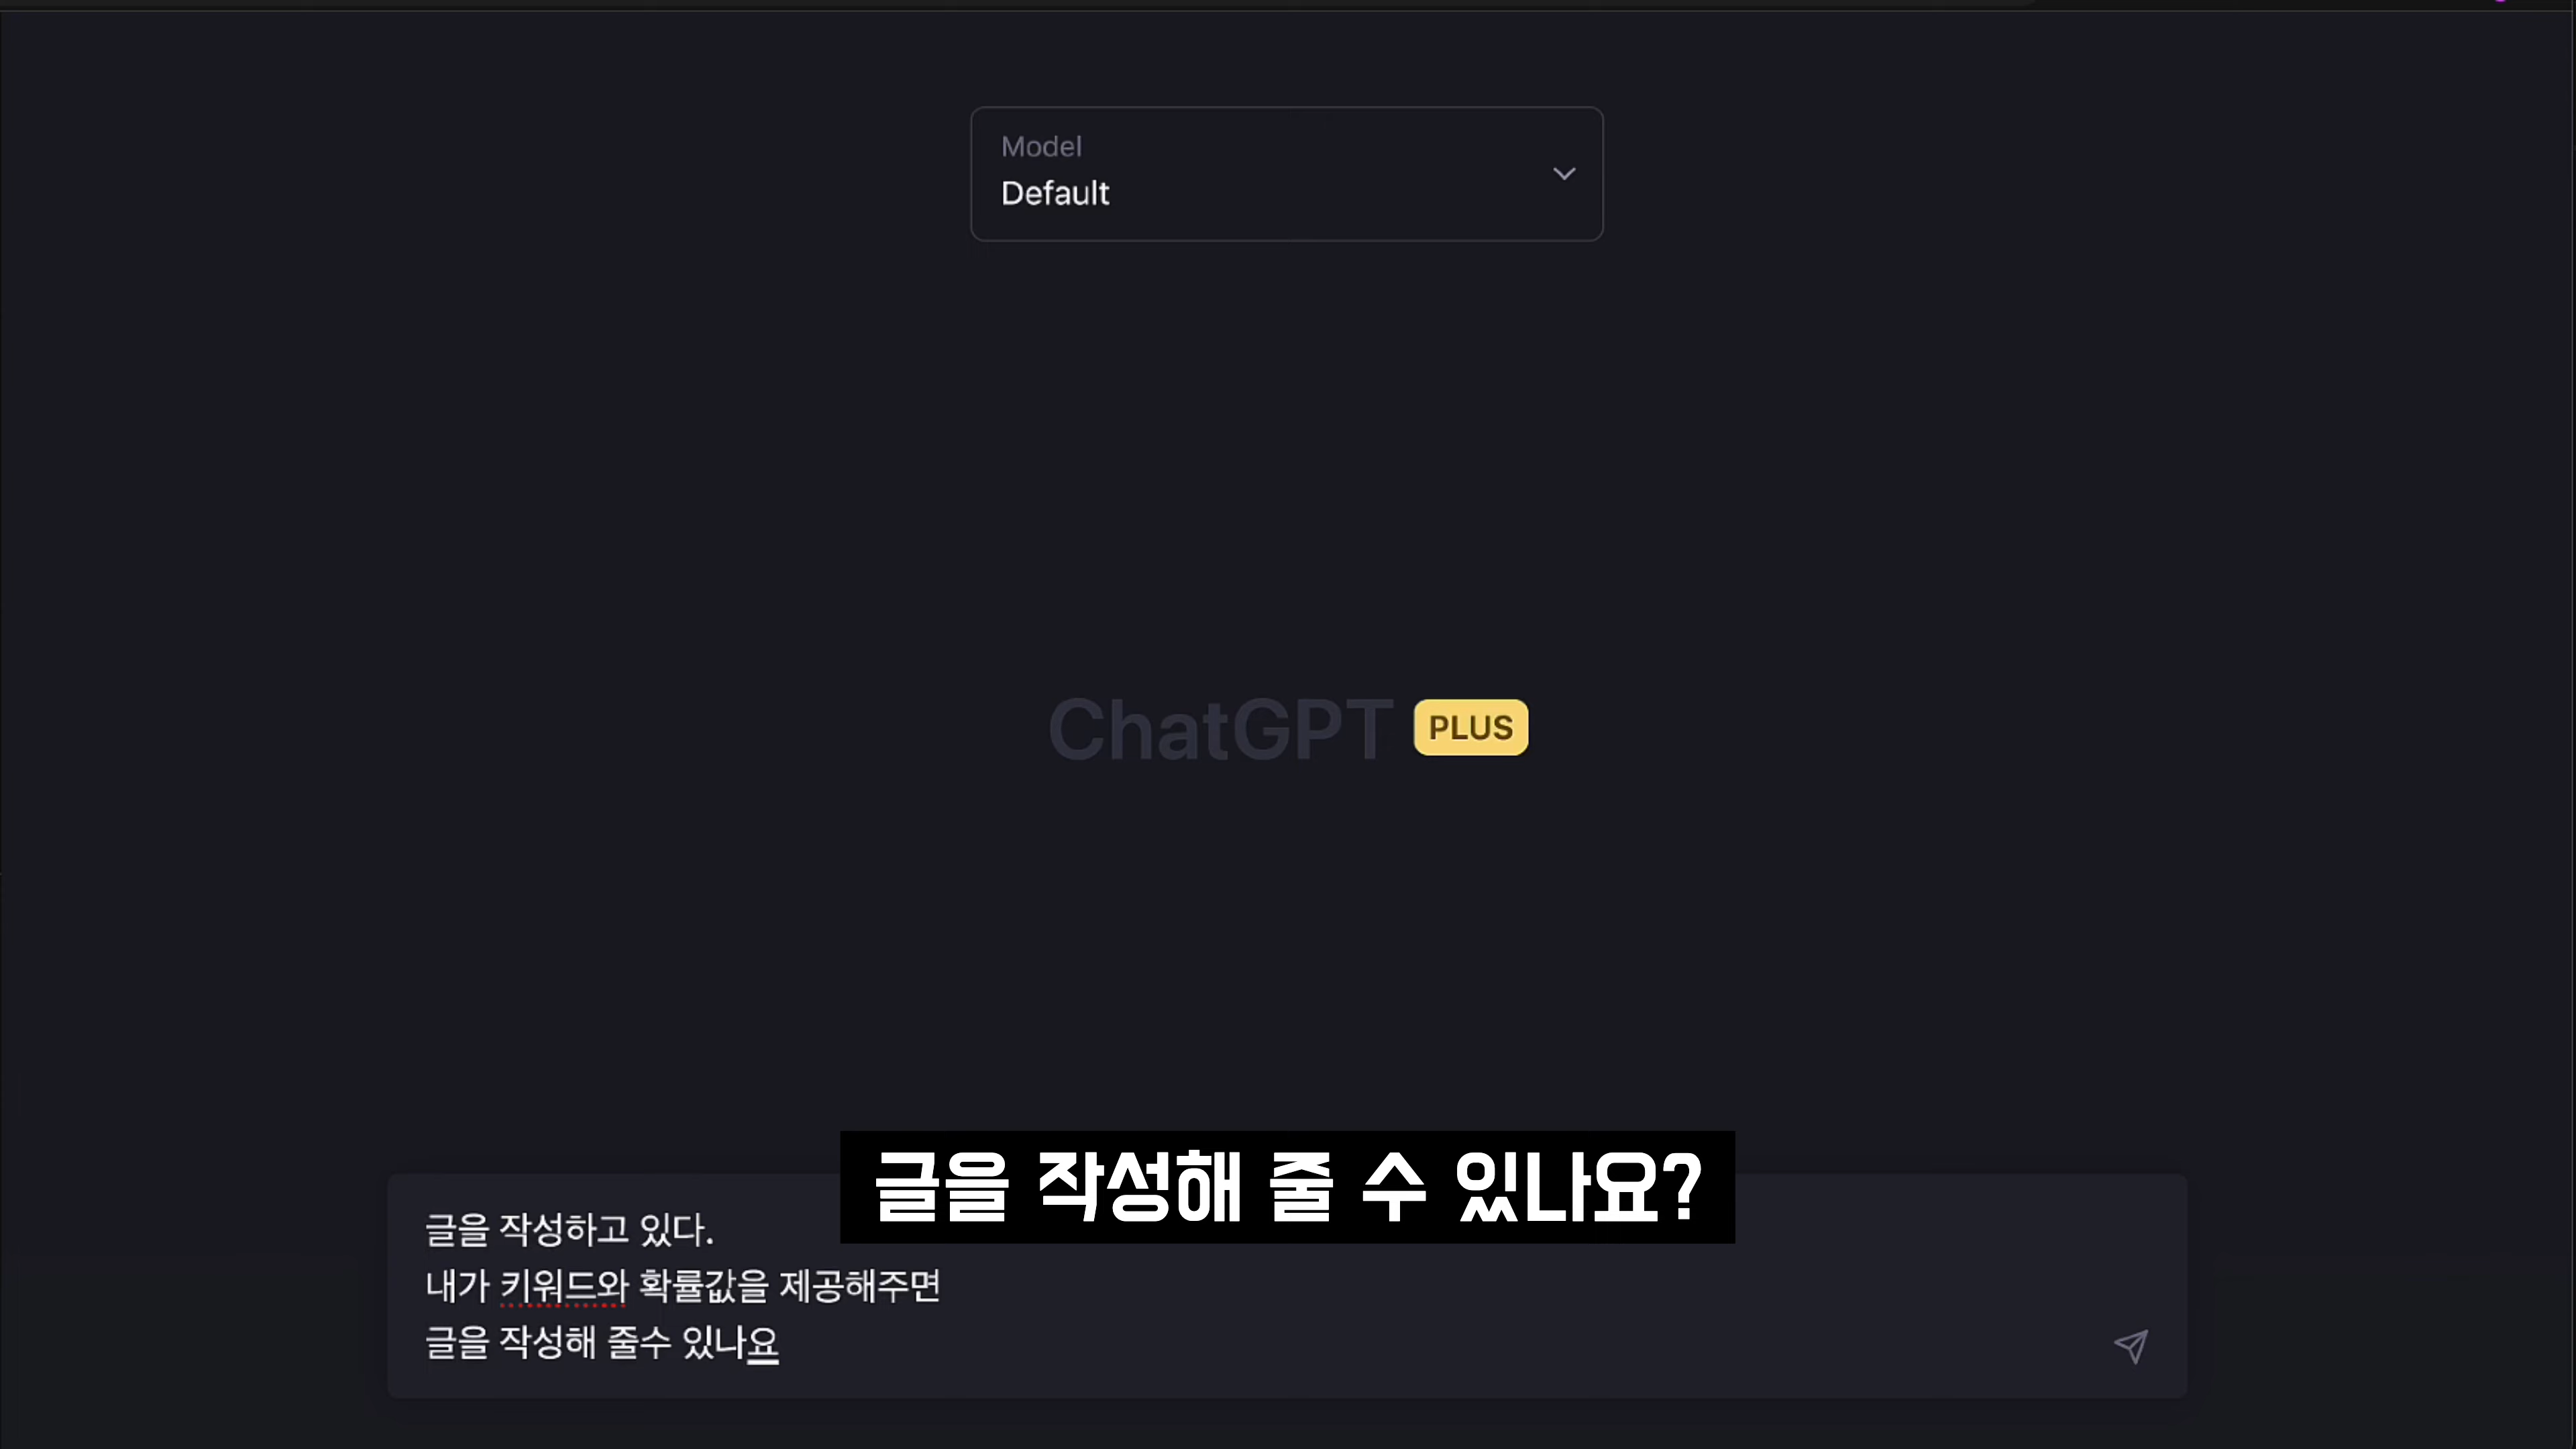 Model
Default
ChatGPT PLUS
글을 작성해 줄 수 있나요?
글을 작성하고 있다.
내가 키워드와 확률값을 제공해주면
글을 작성해 줄수 있나요